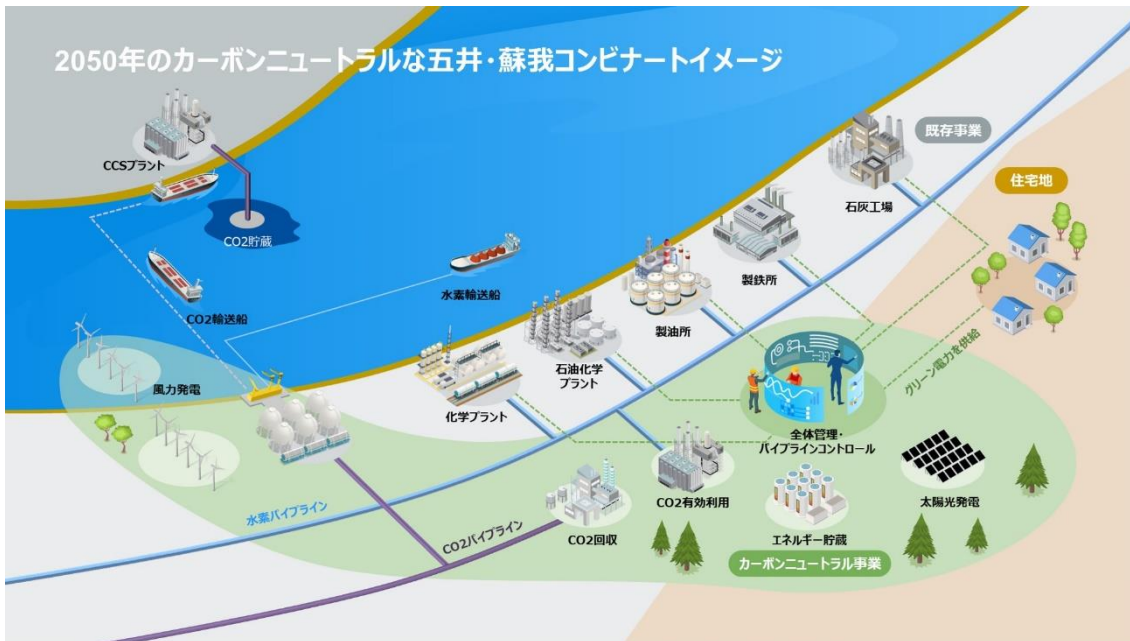 2050年のカーボンニュートラルな五井・蘇我コンビナートイメージ
CCSプラント
CO2貯蔵
CO2輸送船
水素輸送船
風力発電
化学プラント
石油化学
プラント
製油所
製鉄所
石灰工場
既存事業
住宅地
グリーン電力を供給
全体管理・
パイプラインコントロール
水素パイプライン
CO2パイプライン
CO2回収
CO2有効利用
エネルギー貯蔵
太陽光発電
カーボンニュートラル事業